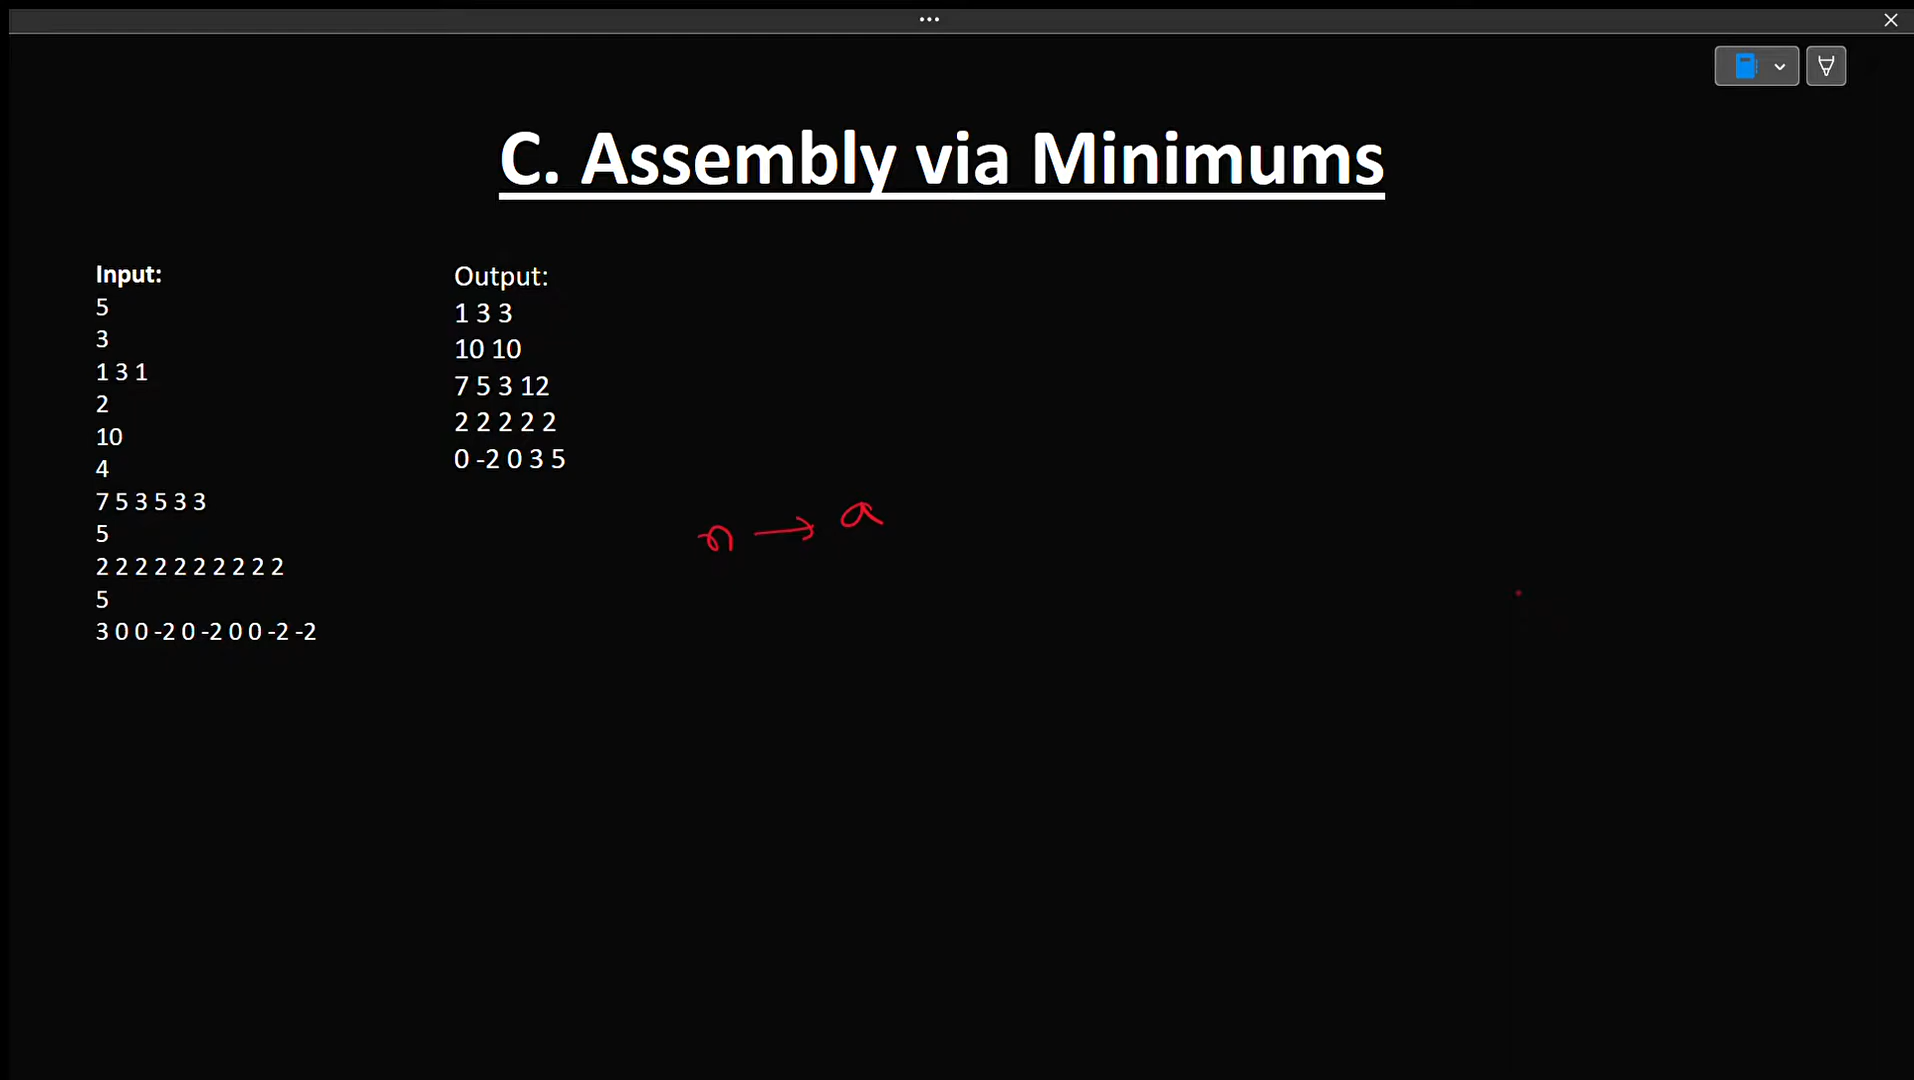 C. Assembly via Minimums
Input:
5
3
1 3 1
2
10
4
7 5 3 5 3 3
5
2 2 2 2 2 2 2 2 2 2
5
3 0 0 -2 0 -2 0 0 -2 -2
Output:
1 3 3
10 10
7 5 3 12
2 2 2 2 2
0 -2 0 3 5
n → a